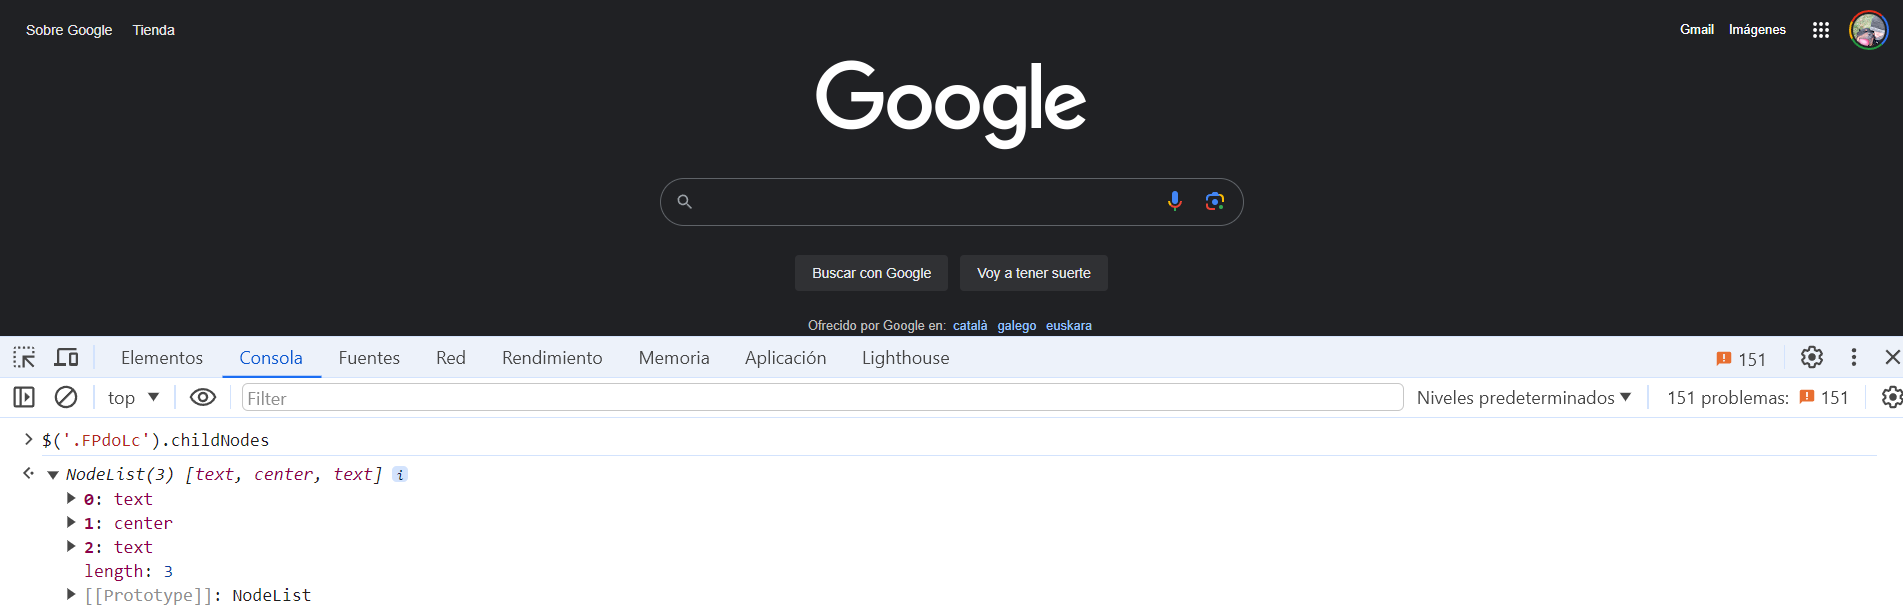 Sobre Google Tienda Gmail Imágenes
Google
Buscar con Google Voy a tener suerte
Ofrecido por Google en: català galego euskara
Elementos Consola Fuentes Red Rendimiento Memoria Aplicación Lighthouse 151
top Filter Niveles predeterminados 151 problemas: 151
$('.FPdoLc').childNodes
NodeList(3) [text, center, text] i
0: text
1: center
2: text
length: 3
[[Prototype]]: NodeList